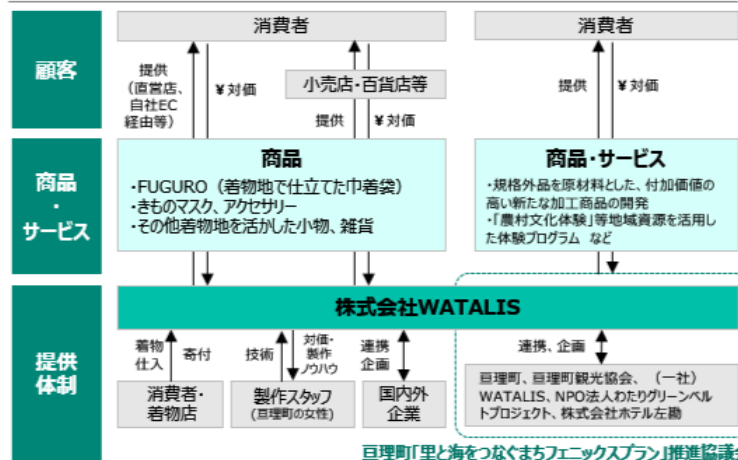 顧客
消費者
消費者
提供
(直営店、
自社EC
経由等)
¥対価
小売店・百貨店等
提供
¥対価
提供
¥対価
商品
・
サービス
商品
・FUGURO(着物地で仕立てた巾着袋)
・きものマスク、アクセサリー
・その他着物地を活かした小物、雑貨
商品・サービス
・規格外品を原材料とした、付加価値の
高い新たな加工商品の開発
・「農村文化体験」等地域資源を活用し
た体験プログラム など
提供
体制
株式会社WATALIS
着物
仕入
寄付
技術
対価・
製作
ノウハウ
連携
企画
連携、企画
消費者・
着物店
製作スタッフ
(亘理町の女性)
国内外
企業
亘理町、亘理町観光協会、(一社)
WATALIS、NPO法人わたりグリーンベル
トプロジェクト、株式会社ホテル左勘
亘理町「里と海をつなぐまちフェニックスプラン」推進協議会